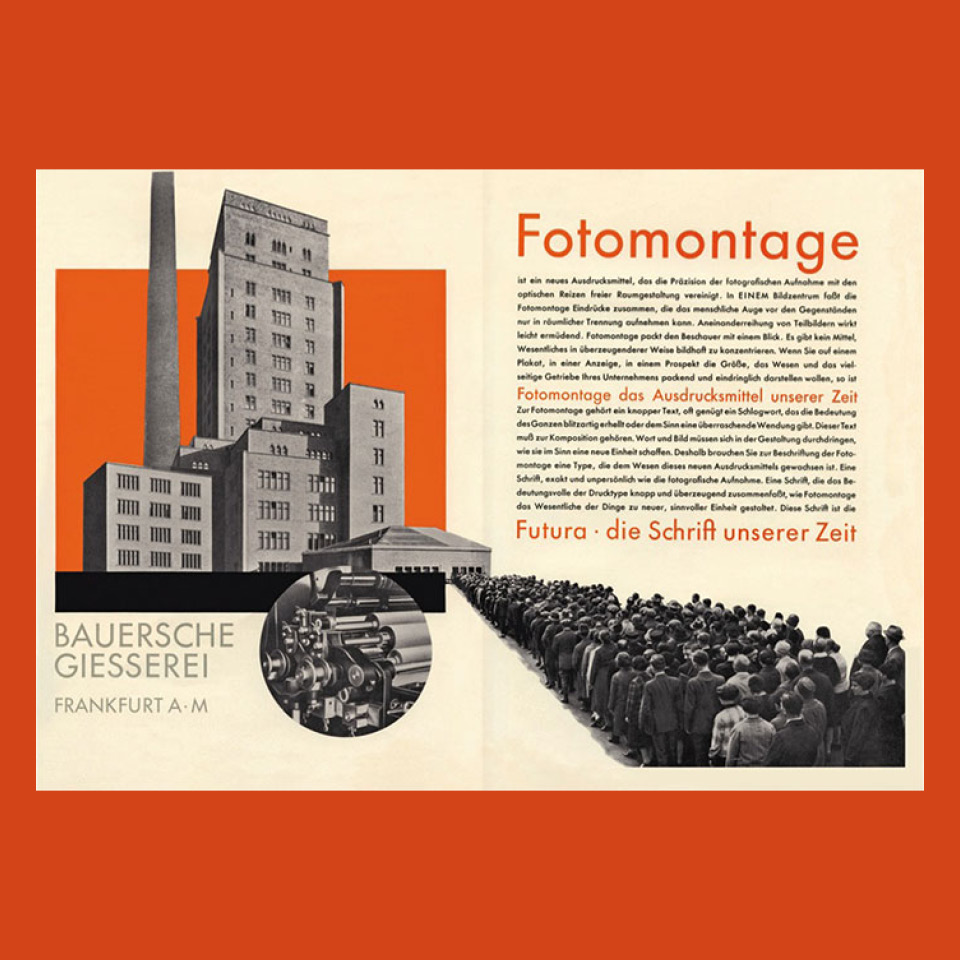 Fotomontage
ist ein neues Ausdrucksmittel, das die Präzision der fotografischen Aufnahme mit den
optischen Reizen freier Raumgestaltung vereinigt. In EINEM Bildzentrum faßt die
Fotomontage Eindrücke zusammen, die das menschliche Auge vor den Gegenständen
nur in räumlicher Trennung aufnehmen kann. Aneinanderreihung von Teilbildern wirkt
leicht ermüdend. Fotomontage packt den Beschauer mit einem Blick. Es gibt kein Mittel,
Wesentliches in überzeugenderer Weise bildhaft zu konzentrieren. Wenn Sie auf einem
Plakat, in einer Anzeige, in einem Prospekt die Größe, das Wesen und das viel-
seitige Getriebe Ihres Unternehmens packend und eindringlich darstellen wollen, so ist
Fotomontage das Ausdrucksmittel unserer Zeit
Zur Fotomontage gehört ein knapper Text, oft genügt ein Schlagwort, das die Bedeutung
des Ganzen blitzartig erhellt oder dem Sinn eine überraschende Wendung gibt. Dieser Text
muß zur Komposition gehören. Wort und Bild müssen sich in der Gestaltung durchdringen,
wie sie im Sinn eine neue Einheit schaffen. Deshalb brauchen Sie zur Beschriftung der Foto-
montage eine Type, die dem Wesen dieses neuen Ausdrucksmittels gewachsen ist. Eine
Schrift, exakt und unpersönlich wie die fotografische Aufnahme. Eine Schrift, die das Be-
deutungsvolle der Drucktype knapp und überzeugend zusammenfaßt, wie Fotomontage
das Wesentliche der Dinge zu neuer, sinnvoller Einheit gestaltet. Diese Schrift ist die
Futura · die Schrift unserer Zeit
BAUERSCHE
GIESSEREI
FRANKFURT A·M